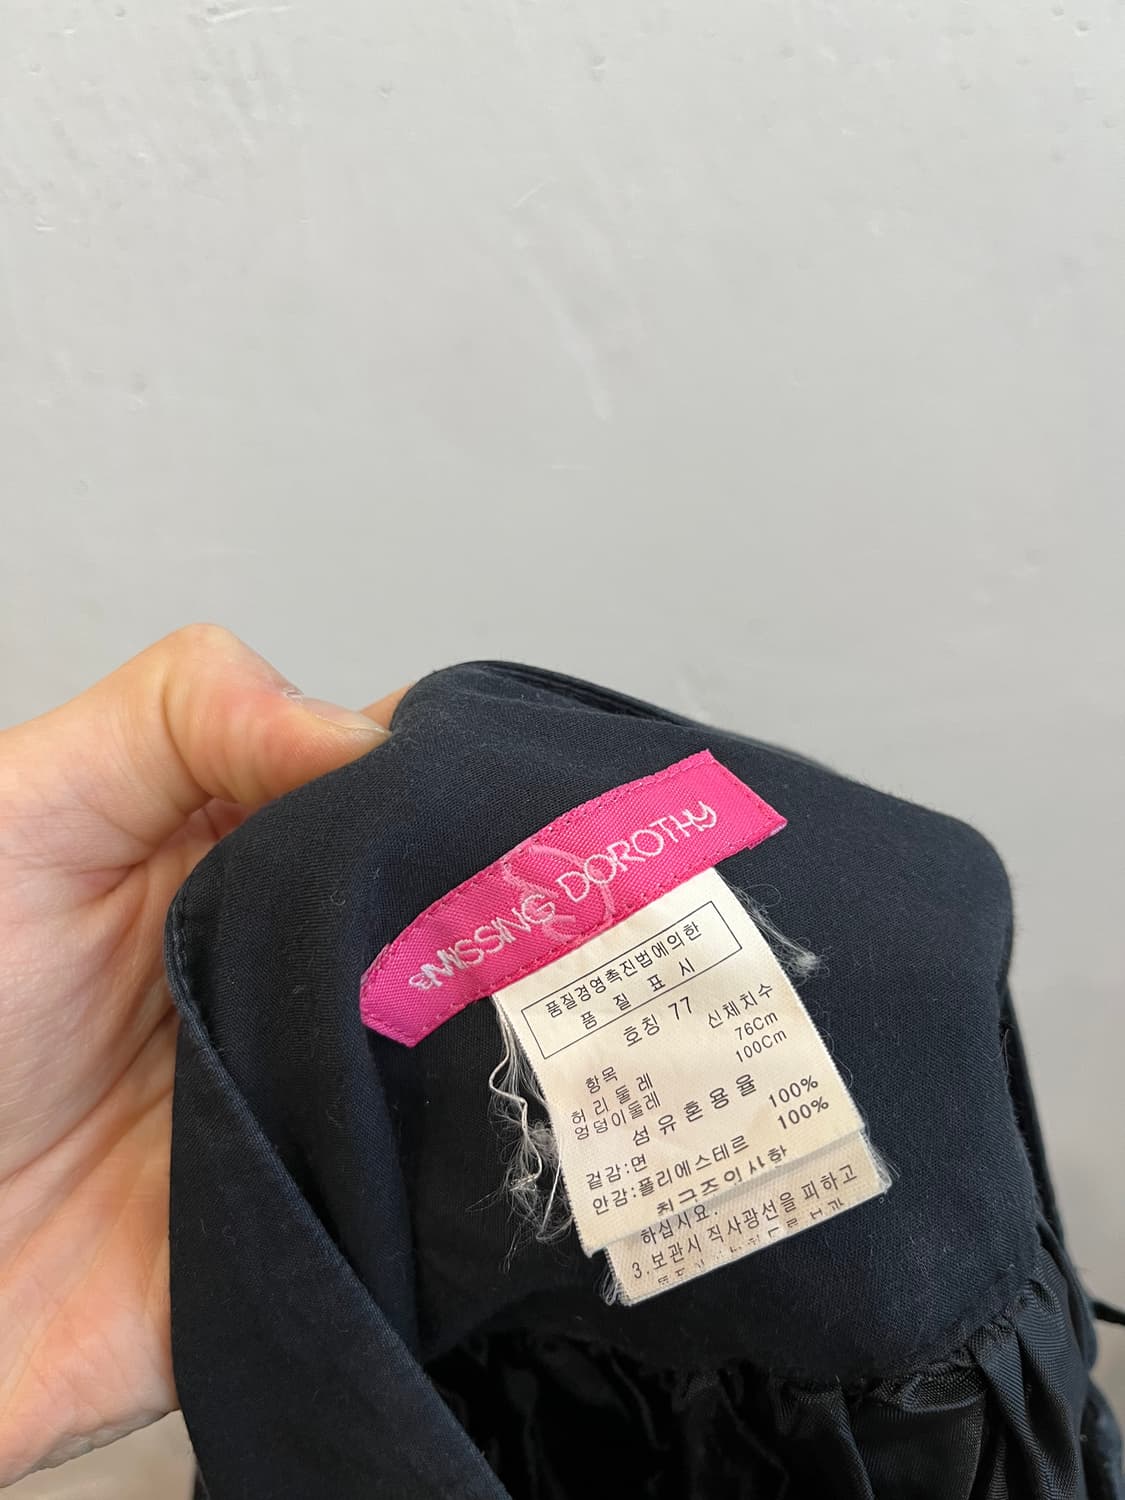 MISSING DOROTHY
품질경영촉진법에의한
품 질 표 시
호칭 77
항목 신체치수
허 리 둘 레 76Cm
엉덩이둘레 100Cm
섬 유 혼 용 율
겉감:면 100%
안감:폴리에스테르 100%
취급주의사항
하십시요.
3.보관시 직사광선을 피하고